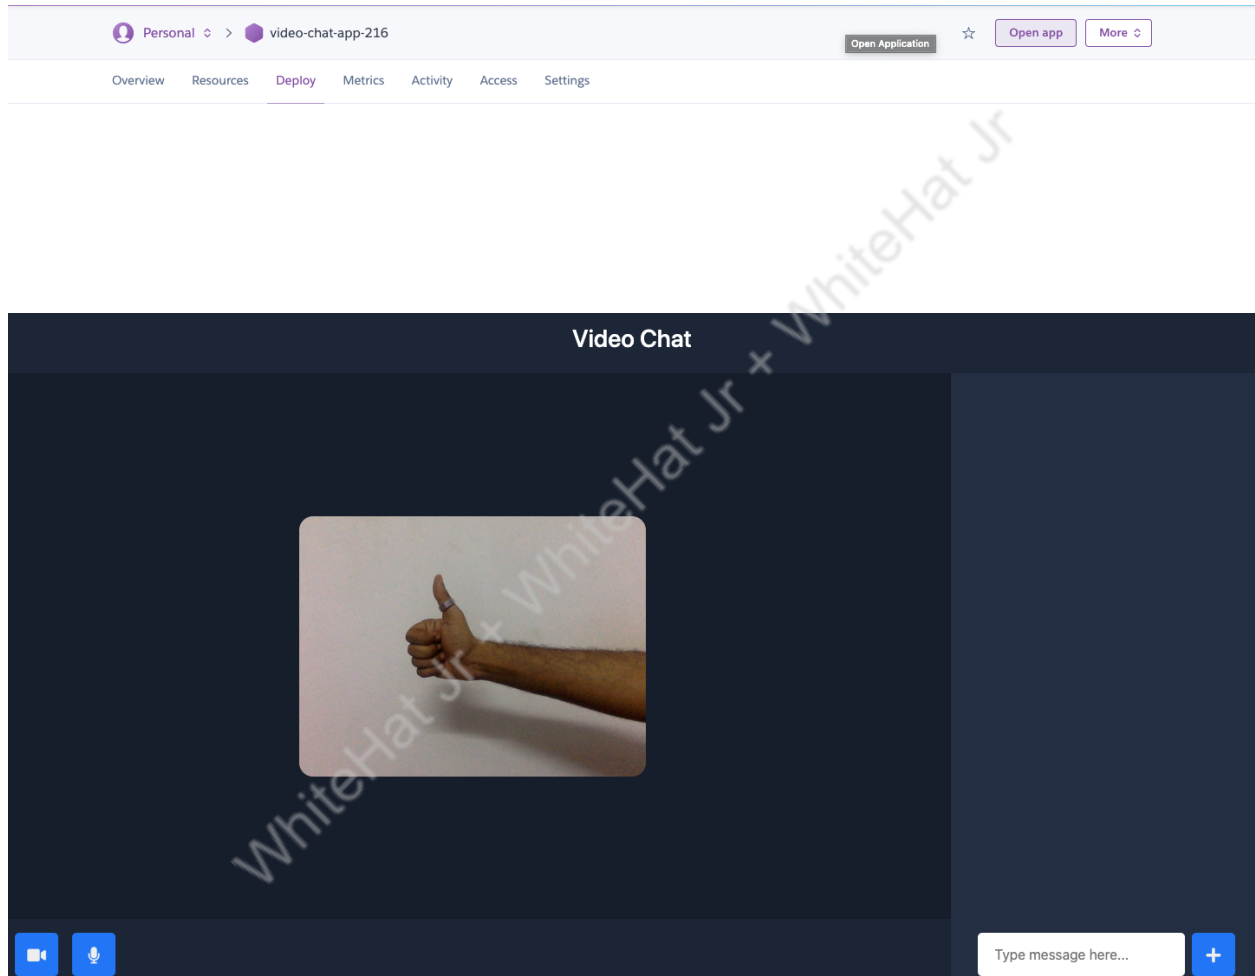 Personal > video-chat-app-216
Open Application
Open app
More
Overview Resources Deploy Metrics Activity Access Settings
Video Chat
WhiteHat Jr + WhiteHat Jr + WhiteHat Jr
Type message here...
+